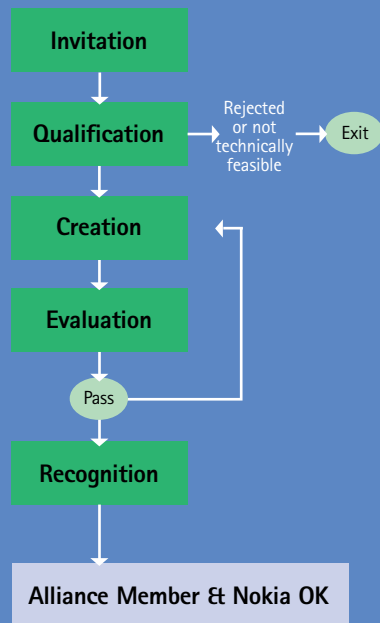 Invitation
Qualification
Rejected
or not
technically
feasible
Exit
Creation
Evaluation
Pass
Recognition
Alliance Member & Nokia OK